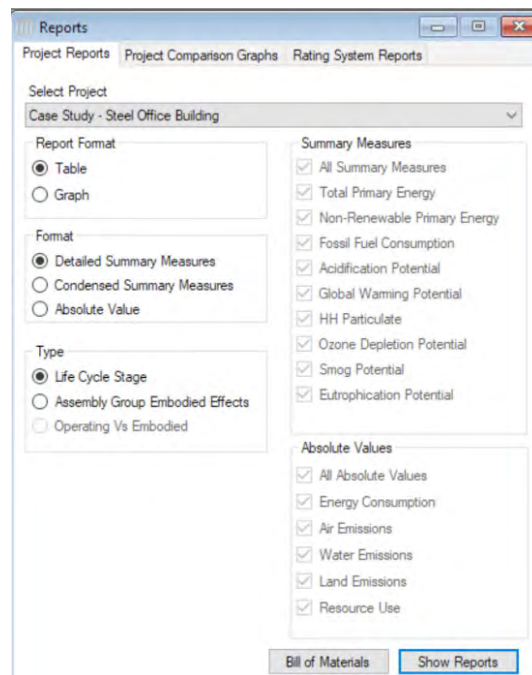 Reports
Project Reports Project Comparison Graphs Rating System Reports
Select Project
Case Study - Steel Office Building
Report Format
Table
Graph
Format
Detailed Summary Measures
Condensed Summary Measures
Absolute Value
Type
Life Cycle Stage
Assembly Group Embodied Effects
Operating Vs Embodied
Summary Measures
All Summary Measures
Total Primary Energy
Non-Renewable Primary Energy
Fossil Fuel Consumption
Acidification Potential
Global Warming Potential
HH Particulate
Ozone Depletion Potential
Smog Potential
Eutrophication Potential
Absolute Values
All Absolute Values
Energy Consumption
Air Emissions
Water Emissions
Land Emissions
Resource Use
Bill of Materials Show Reports